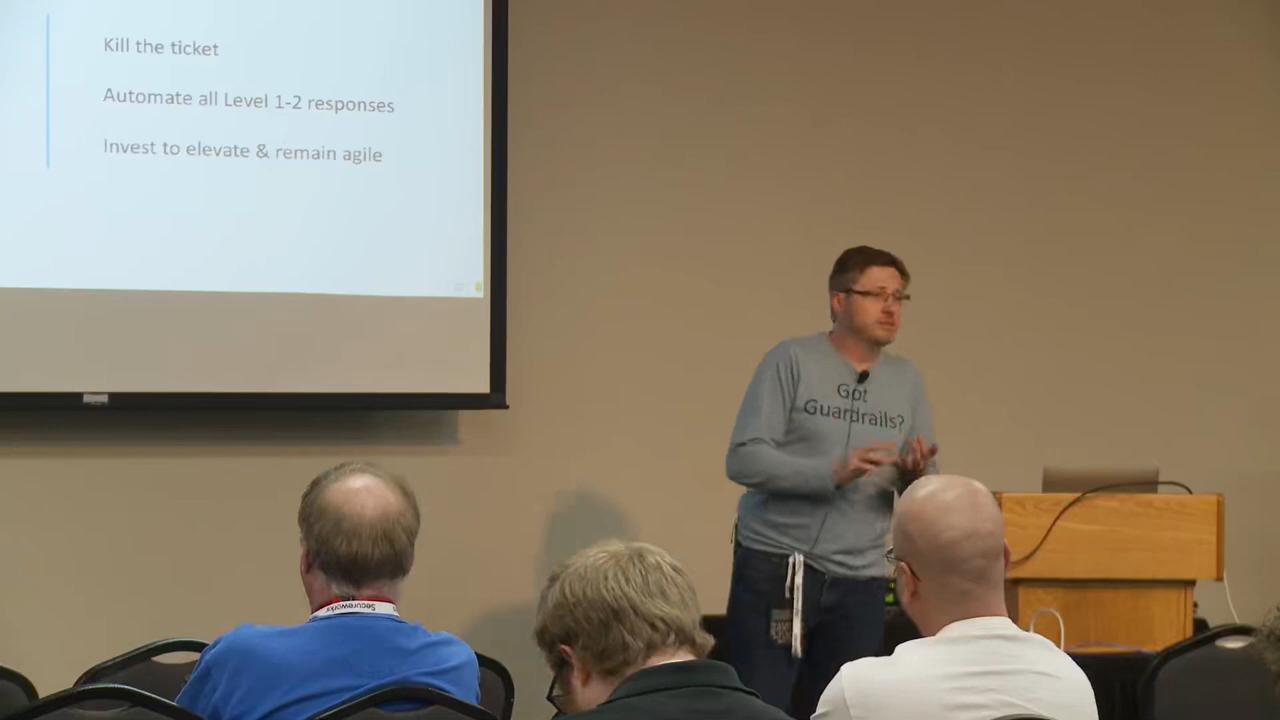 Kill the ticket
Automate all Level 1-2 responses
Invest to elevate & remain agile
Got
Guardrails?
Secureworks